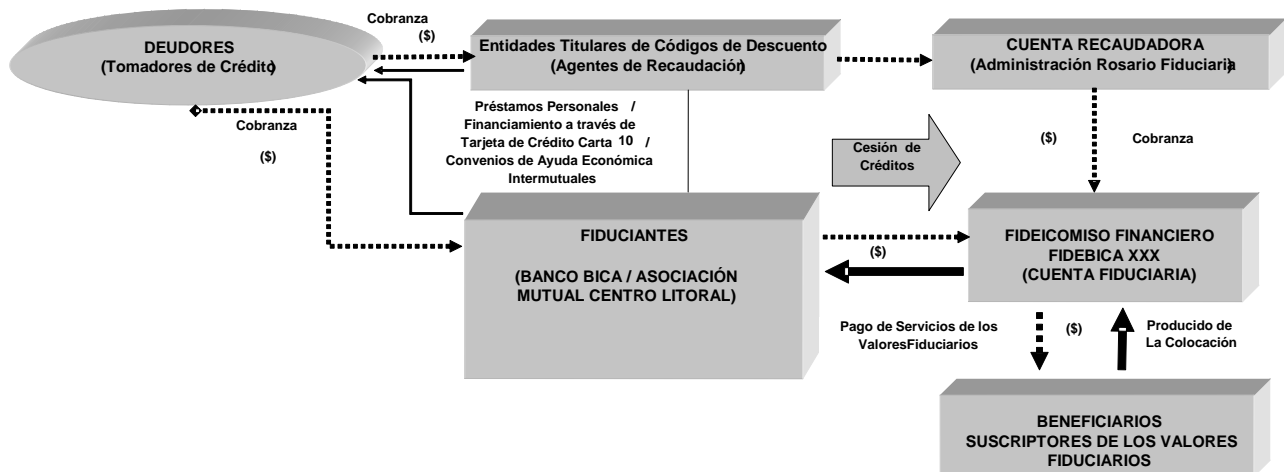 Cobranza
($)
DEUDORES
(Tomadores de Crédito)
Entidades Titulares de Códigos de Descuento
(Agentes de Recaudación)
CUENTA RECAUDADORA
(Administración Rosario Fiduciaria)
Cobranza
($)
Préstamos Personales /
Financiamiento a través de
Tarjeta de Crédito Carta 10 /
Convenios de Ayuda Económica
Intermutuales
Cesión de
Créditos
($)
Cobranza
FIDUCIANTES
(BANCO BICA / ASOCIACIÓN
MUTUAL CENTRO LITORAL)
($)
FIDEICOMISO FINANCIERO
FIDEBICA XXX
(CUENTA FIDUCIARIA)
Pago de Servicios de los
ValoresFiduciarios
($)
Producido de
La Colocación
BENEFICIARIOS
SUSCRIPTORES DE LOS VALORES
FIDUCIARIOS